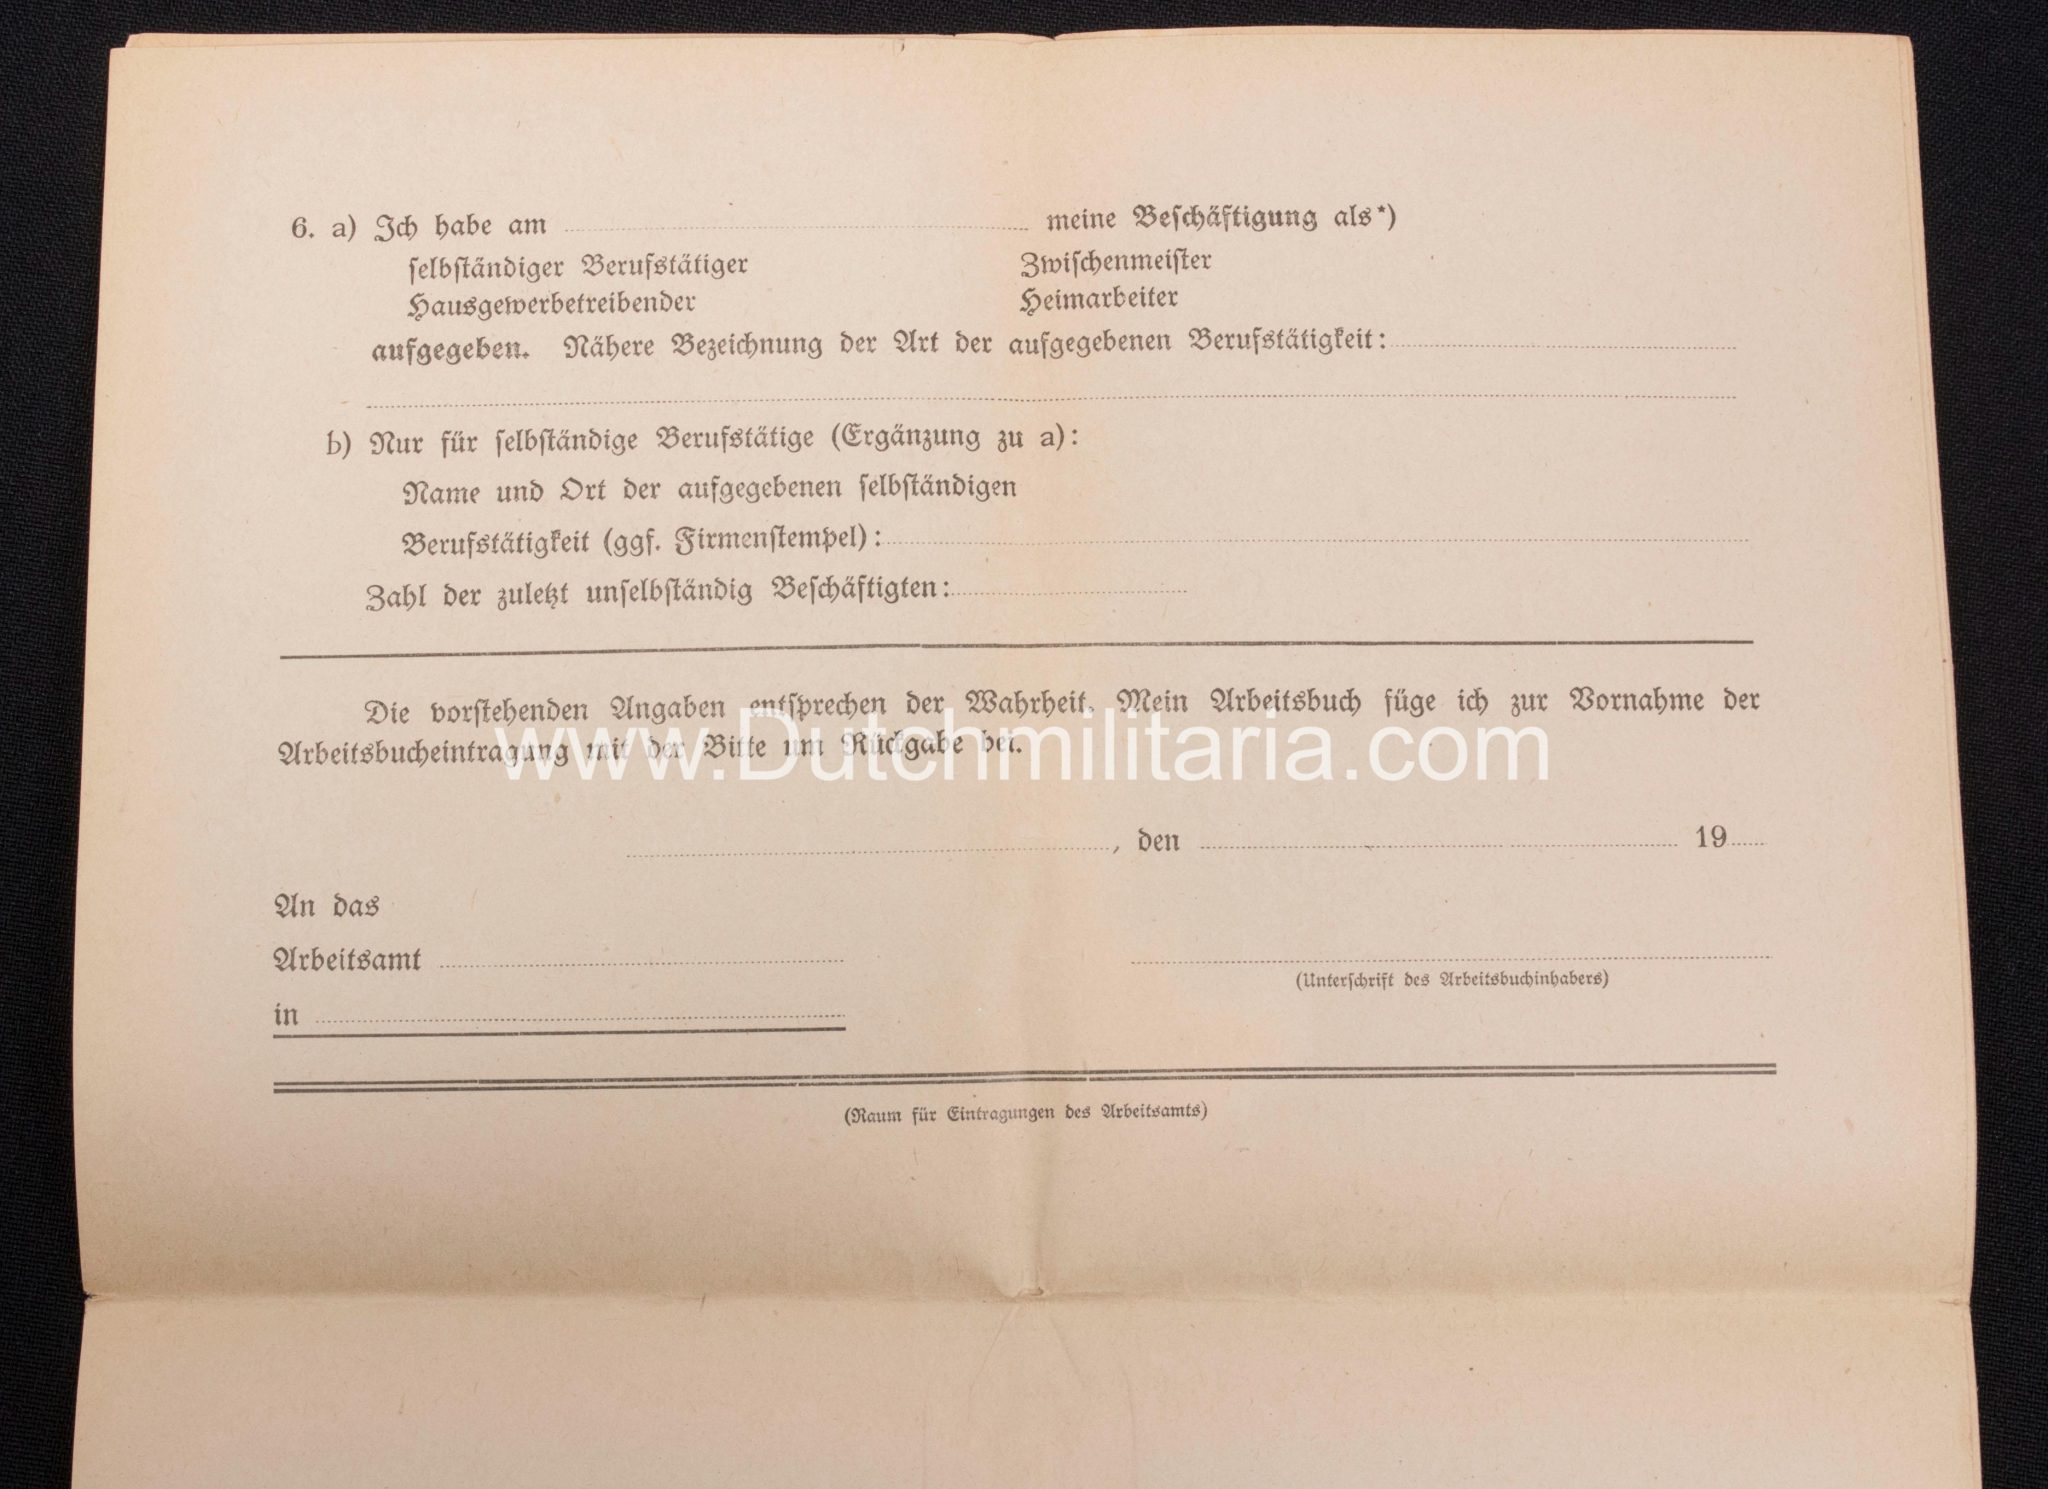 6. a) Ich habe am ........ meine Beschäftigung als*)
selbständiger Berufstätiger Zwischenmeister
Hausgewerbetreibender Heimarbeiter
aufgegeben. Nähere Bezeichnung der Art der aufgegebenen Berufstätigkeit: ........
b) Nur für selbständige Berufstätige (Ergänzung zu a):
Name und Ort der aufgegebenen selbständigen
Berufstätigkeit (ggf. Firmenstempel): ........
Zahl der zuletzt unselbständig Beschäftigten: ........
Die vorstehenden Angaben entsprechen der Wahrheit. Mein Arbeitsbuch füge ich zur Vornahme der
Arbeitsbucheintragung mit der Bitte um Rückgabe bei.
www.Dutchmilitaria.com
........, den ........ 19....
An das
Arbeitsamt ........
(Unterschrift des Arbeitsbuchinhabers)
in ........
(Raum für Eintragungen des Arbeitsamts)